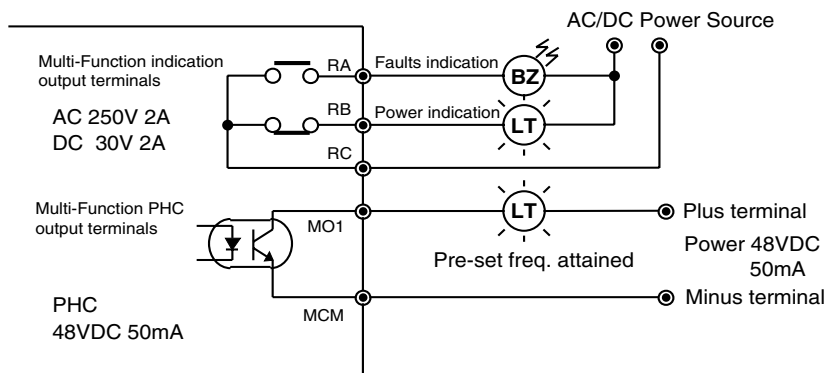 AC/DC Power Source
Multi-Function indication
output terminals
RA
Faults indication
BZ
AC 250V 2A
DC 30V 2A
RB
Power indication
LT
RC
Multi-Function PHC
output terminals
MO1
LT
Plus terminal
Pre-set freq. attained
Power 48VDC
50mA
PHC
48VDC 50mA
MCM
Minus terminal